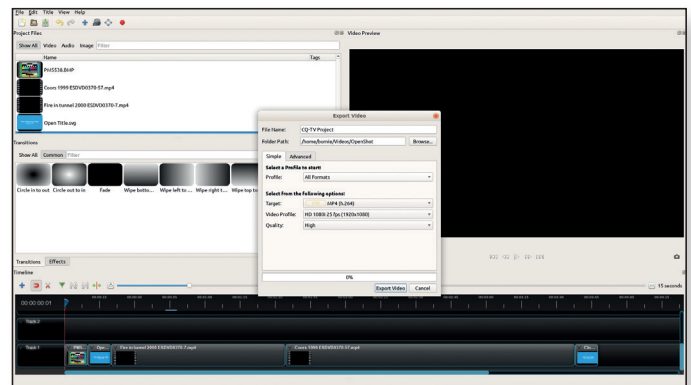 File Edit Title View Help
Project Files
Video Preview
Show All Video Audio Image Filter
Name Tags
PM5538.BMP
Coors 1999 ESDVD0370-57.mp4
Fire in tunnel 2000 ESDVD0370-7.mp4
Open Title.svg
Transitions
Show All Common Filter
Circle in to out Circle out to in Fade Wipe botto... Wipe left to ... Wipe right t... Wipe top to
Transitions Effects
Export Video
File Name: CQ-TV Project
Folder Path: /home/burnie/Videos/OpenShot Browse...
Simple Advanced
Select a Profile to start:
Profile: All Formats
Select from the following options:
Target: MP4 (h.264)
Video Profile: HD 1080i 25 fps (1920x1080)
Quality: High
0%
Export Video Cancel
Timeline
15 seconds
00:00:00:01
Track 2
Track 1
PM5... Ope... Fire in tunnel 2000 ESDVD0370-7.mp4 Coors 1999 ESDVD0370-57.mp4 Clo...